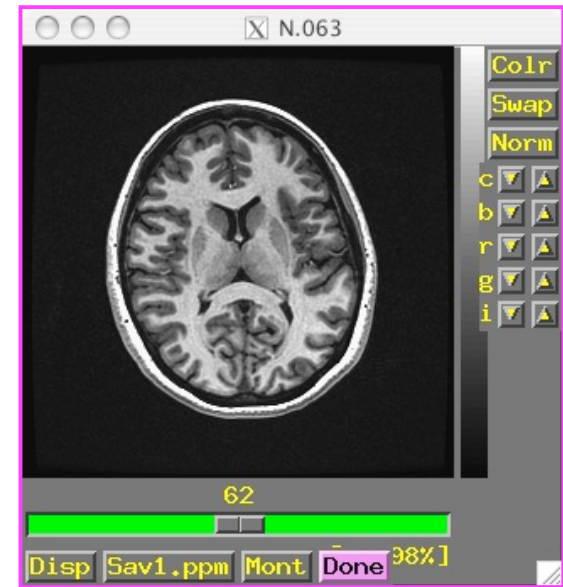 N.063
Colr
Swap
Norm
c
b
r
g
i
62
98%]
Disp Sav1.ppm Mont Done